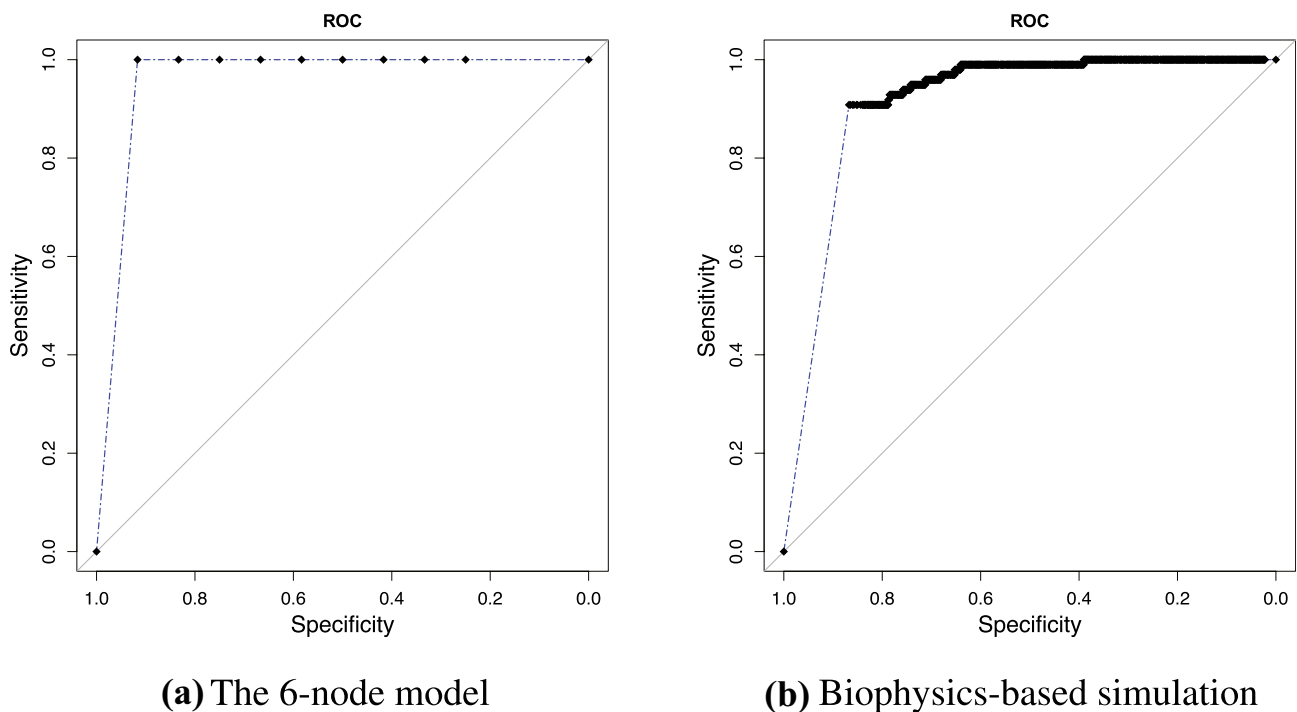 ROC
Sensitivity
1.0
0.8
0.6
0.4
0.2
0.0
1.0 0.8 0.6 0.4 0.2 0.0
Specificity
(a) The 6-node model
ROC
Sensitivity
1.0
0.8
0.6
0.4
0.2
0.0
1.0 0.8 0.6 0.4 0.2 0.0
Specificity
(b) Biophysics-based simulation